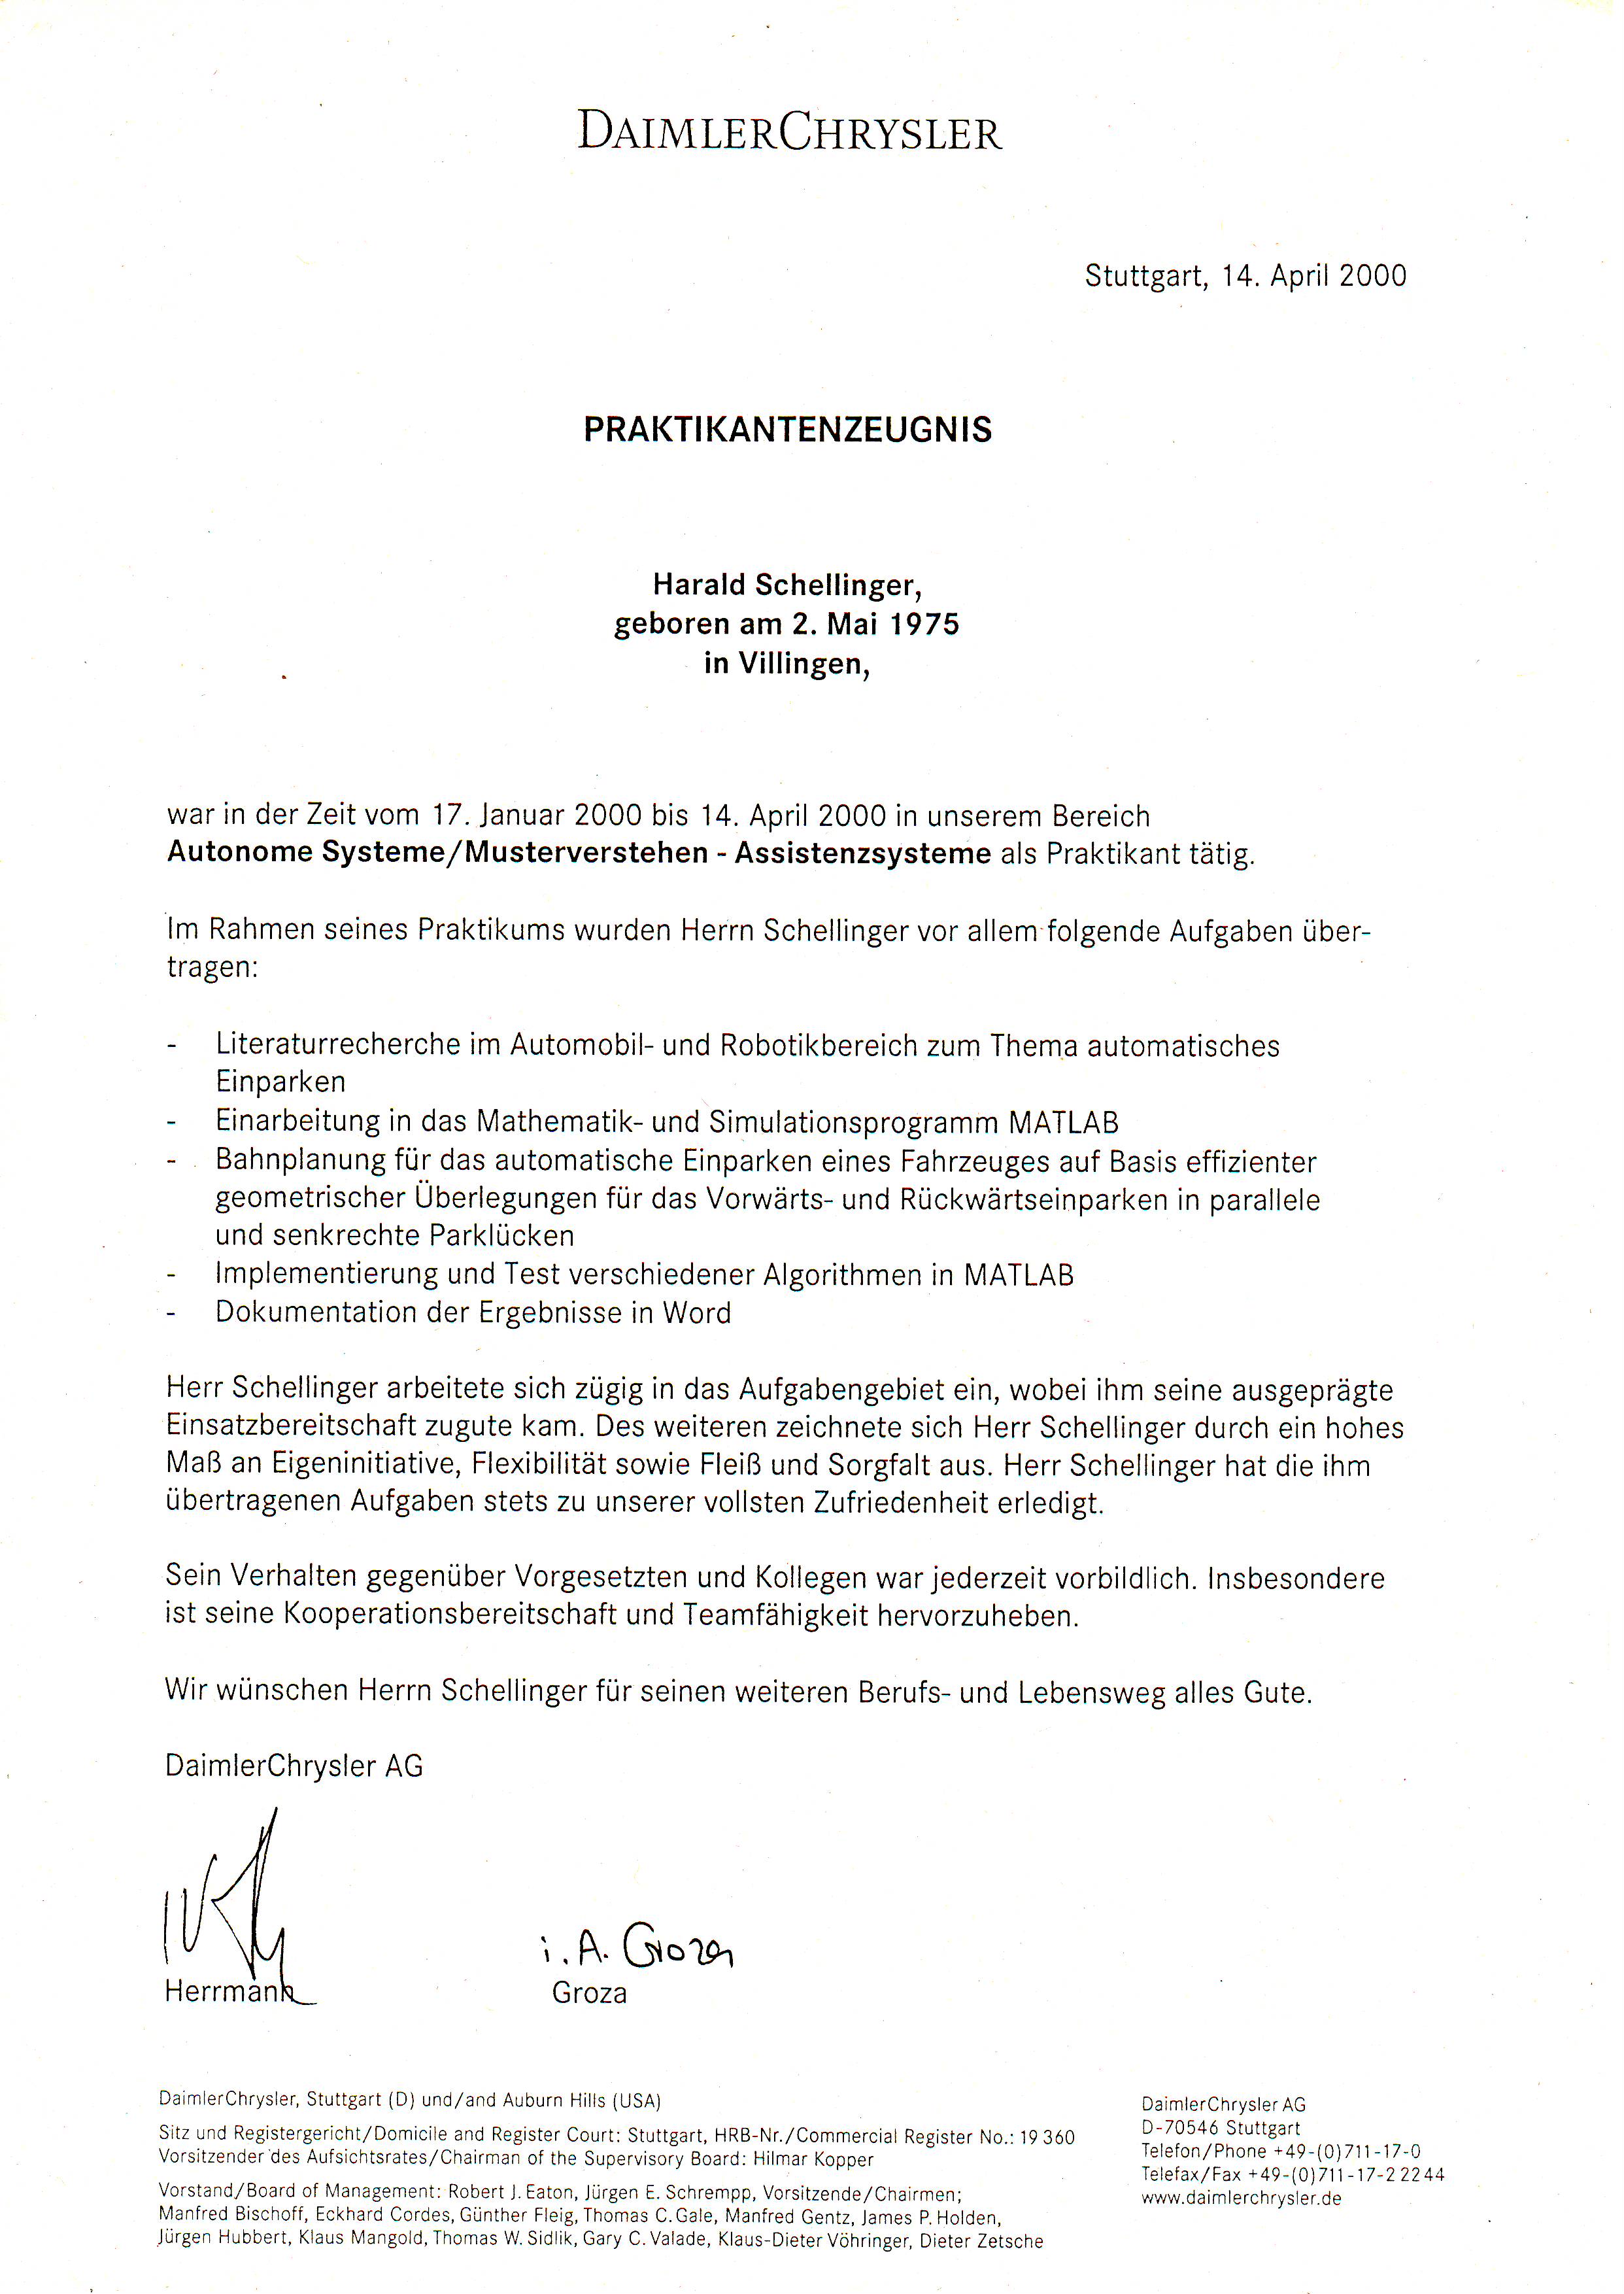 DAIMLERCHRYSLER
Stuttgart, 14. April 2000
PRAKTIKANTENZEUGNIS
Harald Schellinger,
geboren am 2. Mai 1975
in Villingen,
war in der Zeit vom 17. Januar 2000 bis 14. April 2000 in unserem Bereich
Autonome Systeme/Musterverstehen - Assistenzsysteme als Praktikant tätig.
Im Rahmen seines Praktikums wurden Herrn Schellinger vor allem folgende Aufgaben über-
tragen:
- Literaturrecherche im Automobil- und Robotikbereich zum Thema automatisches
Einparken
- Einarbeitung in das Mathematik- und Simulationsprogramm MATLAB
- Bahnplanung für das automatische Einparken eines Fahrzeuges auf Basis effizienter
geometrischer Überlegungen für das Vorwärts- und Rückwärtseinparken in parallele
und senkrechte Parklücken
- Implementierung und Test verschiedener Algorithmen in MATLAB
- Dokumentation der Ergebnisse in Word
Herr Schellinger arbeitete sich zügig in das Aufgabengebiet ein, wobei ihm seine ausgeprägte
Einsatzbereitschaft zugute kam. Des weiteren zeichnete sich Herr Schellinger durch ein hohes
Maß an Eigeninitiative, Flexibilität sowie Fleiß und Sorgfalt aus. Herr Schellinger hat die ihm
übertragenen Aufgaben stets zu unserer vollsten Zufriedenheit erledigt.
Sein Verhalten gegenüber Vorgesetzten und Kollegen war jederzeit vorbildlich. Insbesondere
ist seine Kooperationsbereitschaft und Teamfähigkeit hervorzuheben.
Wir wünschen Herrn Schellinger für seinen weiteren Berufs- und Lebensweg alles Gute.
DaimlerChrysler AG
i. A. Groza
Herrmann Groza
DaimlerChrysler, Stuttgart (D) und/and Auburn Hills (USA)
Sitz und Registergericht/Domicile and Register Court: Stuttgart, HRB-Nr./Commercial Register No.: 19 360
Vorsitzender des Aufsichtsrates/Chairman of the Supervisory Board: Hilmar Kopper
Vorstand/Board of Management: Robert J. Eaton, Jürgen E. Schrempp, Vorsitzende/Chairmen;
Manfred Bischoff, Eckhard Cordes, Günther Fleig, Thomas C. Gale, Manfred Gentz, James P. Holden,
Jürgen Hubbert, Klaus Mangold, Thomas W. Sidlik, Gary C. Valade, Klaus-Dieter Vöhringer, Dieter Zetsche
DaimlerChrysler AG
D-70546 Stuttgart
Telefon/Phone +49-(0)711-17-0
Telefax/Fax +49-(0)711-17-2 22 44
www.daimlerchrysler.de